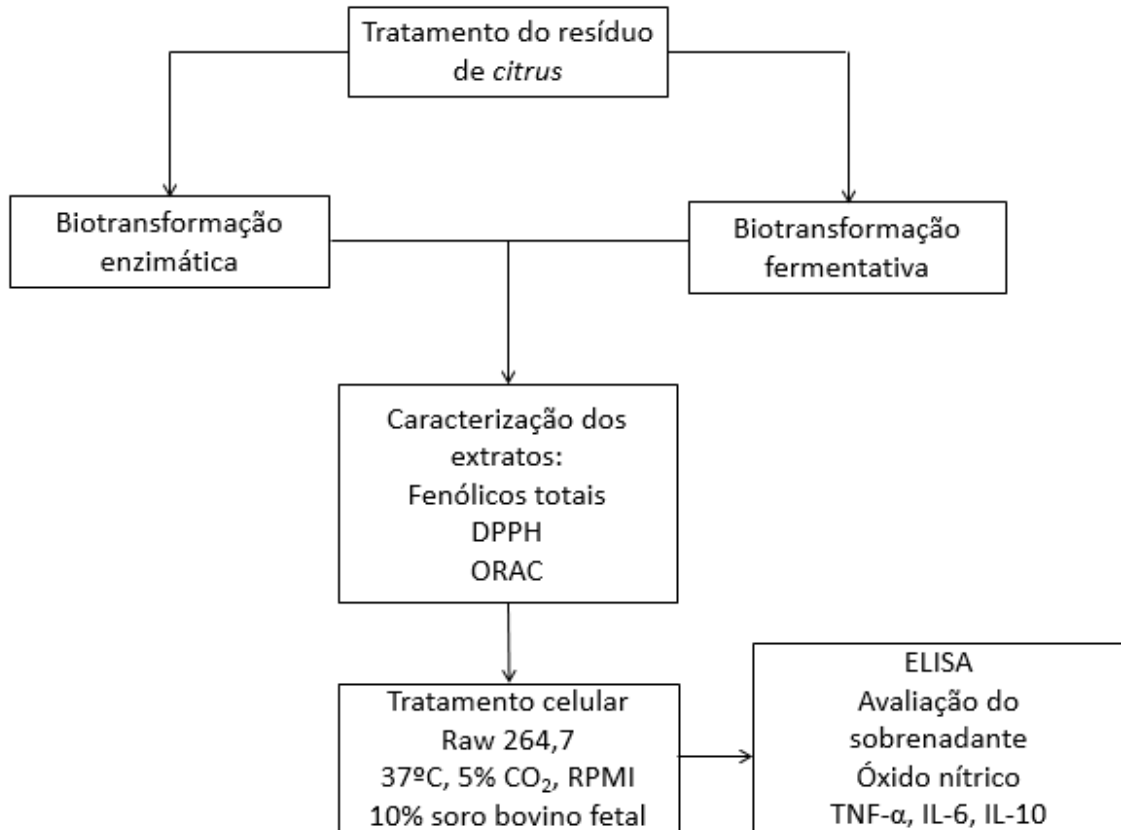 Tratamento do resíduo
de citrus
Biotransformação
enzimática
Biotransformação
fermentativa
Caracterização dos
extratos:
Fenólicos totais
DPPH
ORAC
Tratamento celular
Raw 264,7
37ºC, 5% CO₂, RPMI
10% soro bovino fetal
ELISA
Avaliação do
sobrenadante
Óxido nítrico
TNF-α, IL-6, IL-10